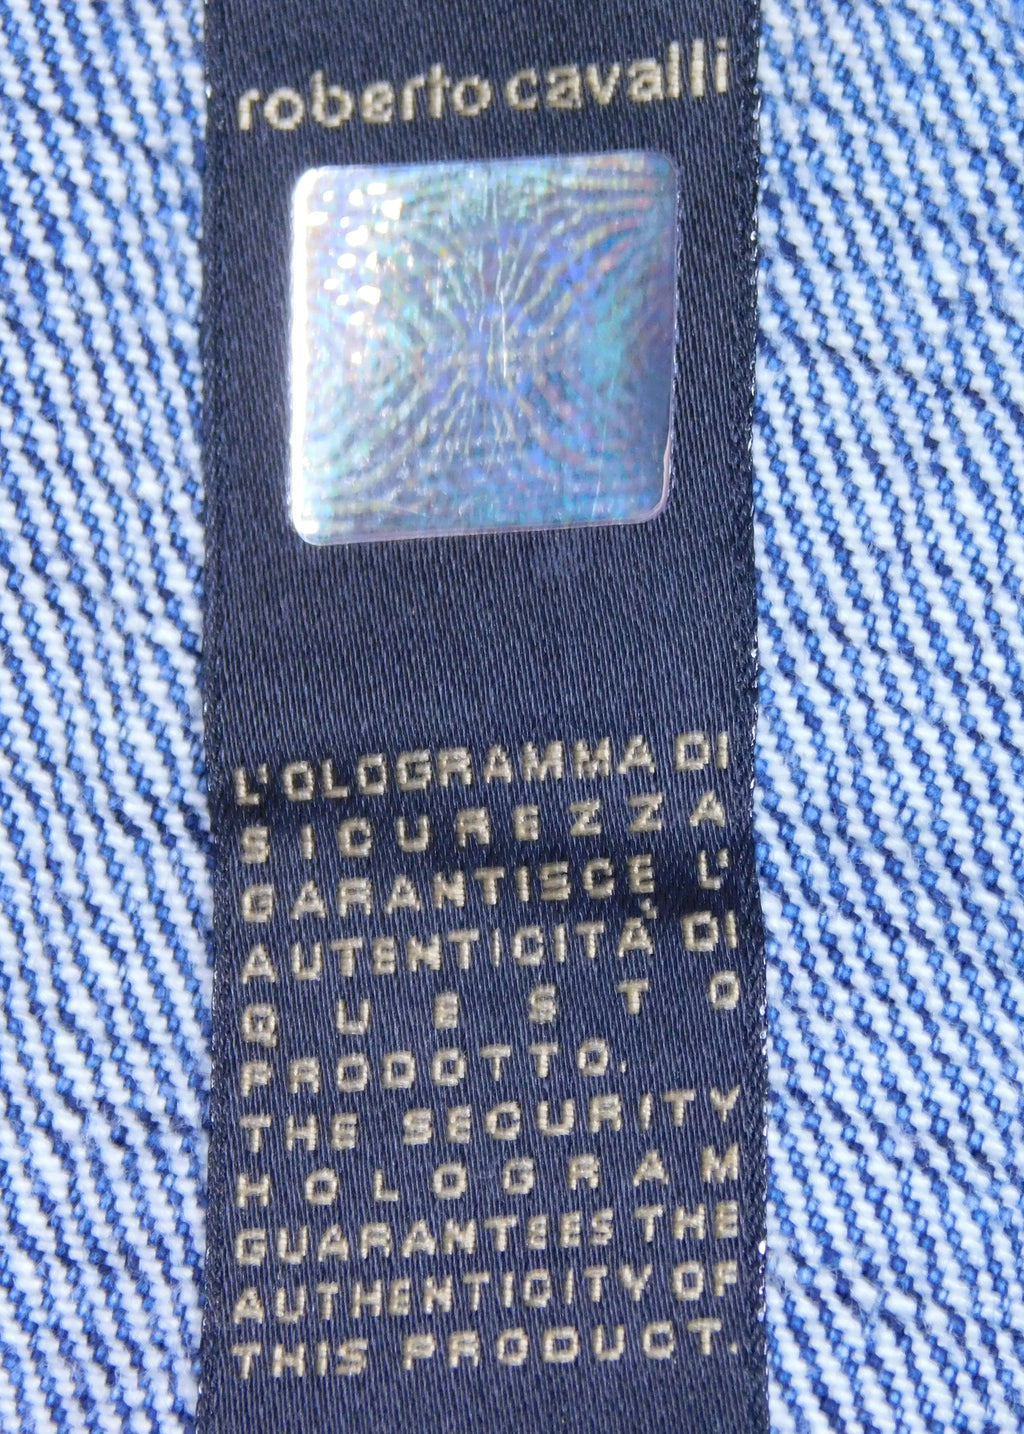 roberto cavalli
L'OLOGRAMMA DI
SICUREZZA
GARANTISCE L'
AUTENTICITÀ DI
QUESTO
PRODOTTO.
THE SECURITY
HOLOGRAM
GUARANTEES THE
AUTHENTICITY OF
THIS PRODUCT.